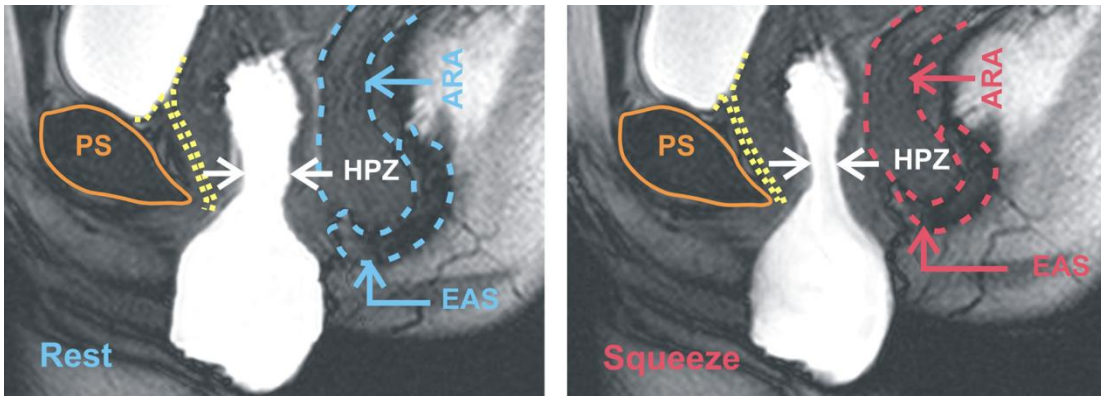 PS
ARA
HPZ
EAS
Rest
PS
ARA
HPZ
EAS
Squeeze